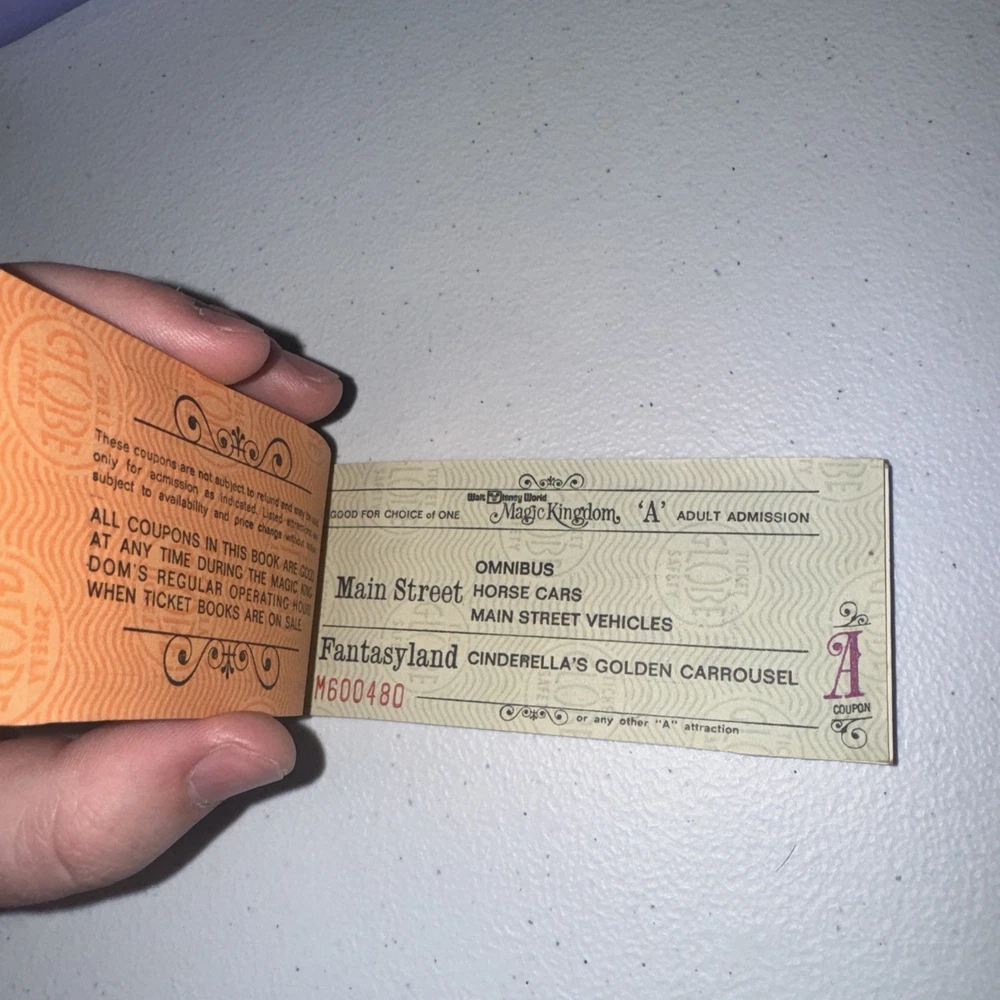 These coupons are not subject to refund and may be
only for admission as indicated. Listed
subject to availability and price change without
ALL COUPONS IN THIS BOOK ARE GOOD
AT ANY TIME DURING THE MAGIC KING
DOM'S REGULAR OPERATING HOURS
WHEN TICKET BOOKS ARE ON SALE.
Walt Disney World
GOOD FOR CHOICE of ONE Magic Kingdom 'A' ADULT ADMISSION
OMNIBUS
Main Street HORSE CARS
MAIN STREET VEHICLES
Fantasyland CINDERELLA'S GOLDEN CARROUSEL
M600480
or any other "A" attraction
A
COUPON
GLOBE